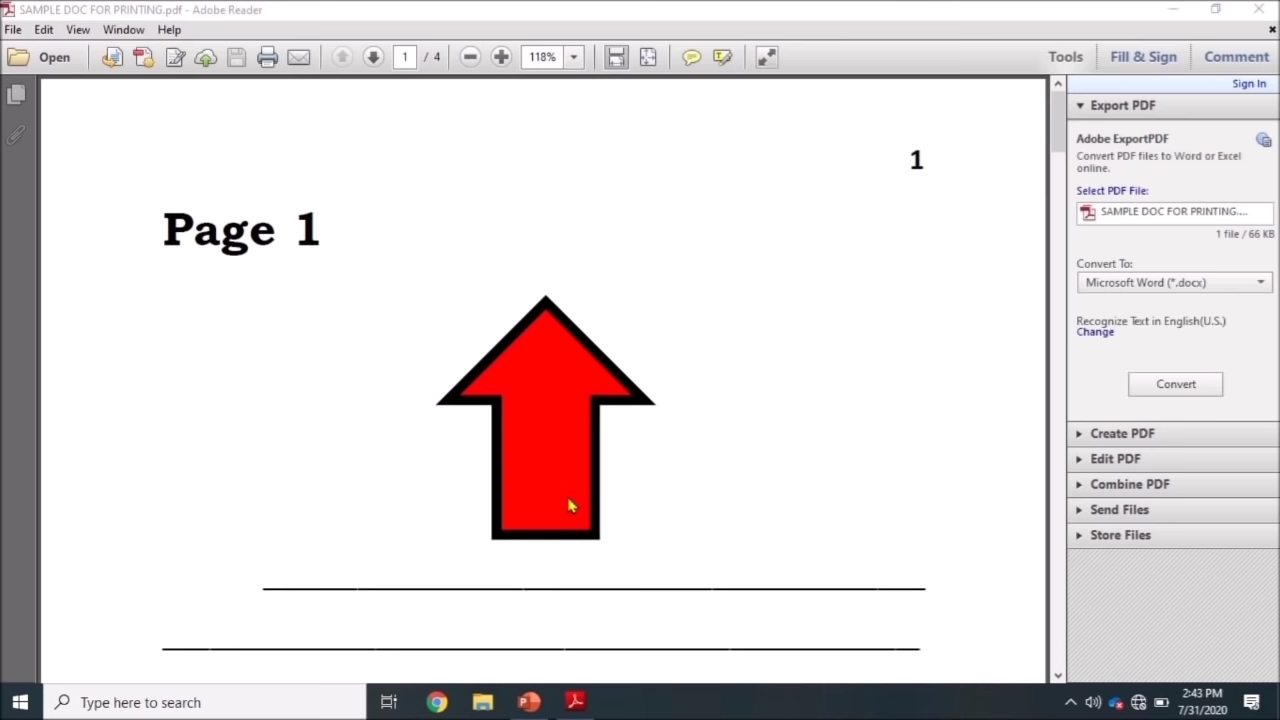 SAMPLE DOC FOR PRINTING.pdf - Adobe Reader
File Edit View Window Help
Open 1 / 4 118% Tools Fill & Sign Comment
Sign In
Export PDF
Adobe ExportPDF
Convert PDF files to Word or Excel
online.
Select PDF File:
SAMPLE DOC FOR PRINTING....
1 file / 66 KB
Convert To:
Microsoft Word (*.docx)
Recognize Text in English(U.S.)
Change
Convert
Create PDF
Edit PDF
Combine PDF
Send Files
Store Files
1
Page 1
Type here to search
2:43 PM
7/31/2020